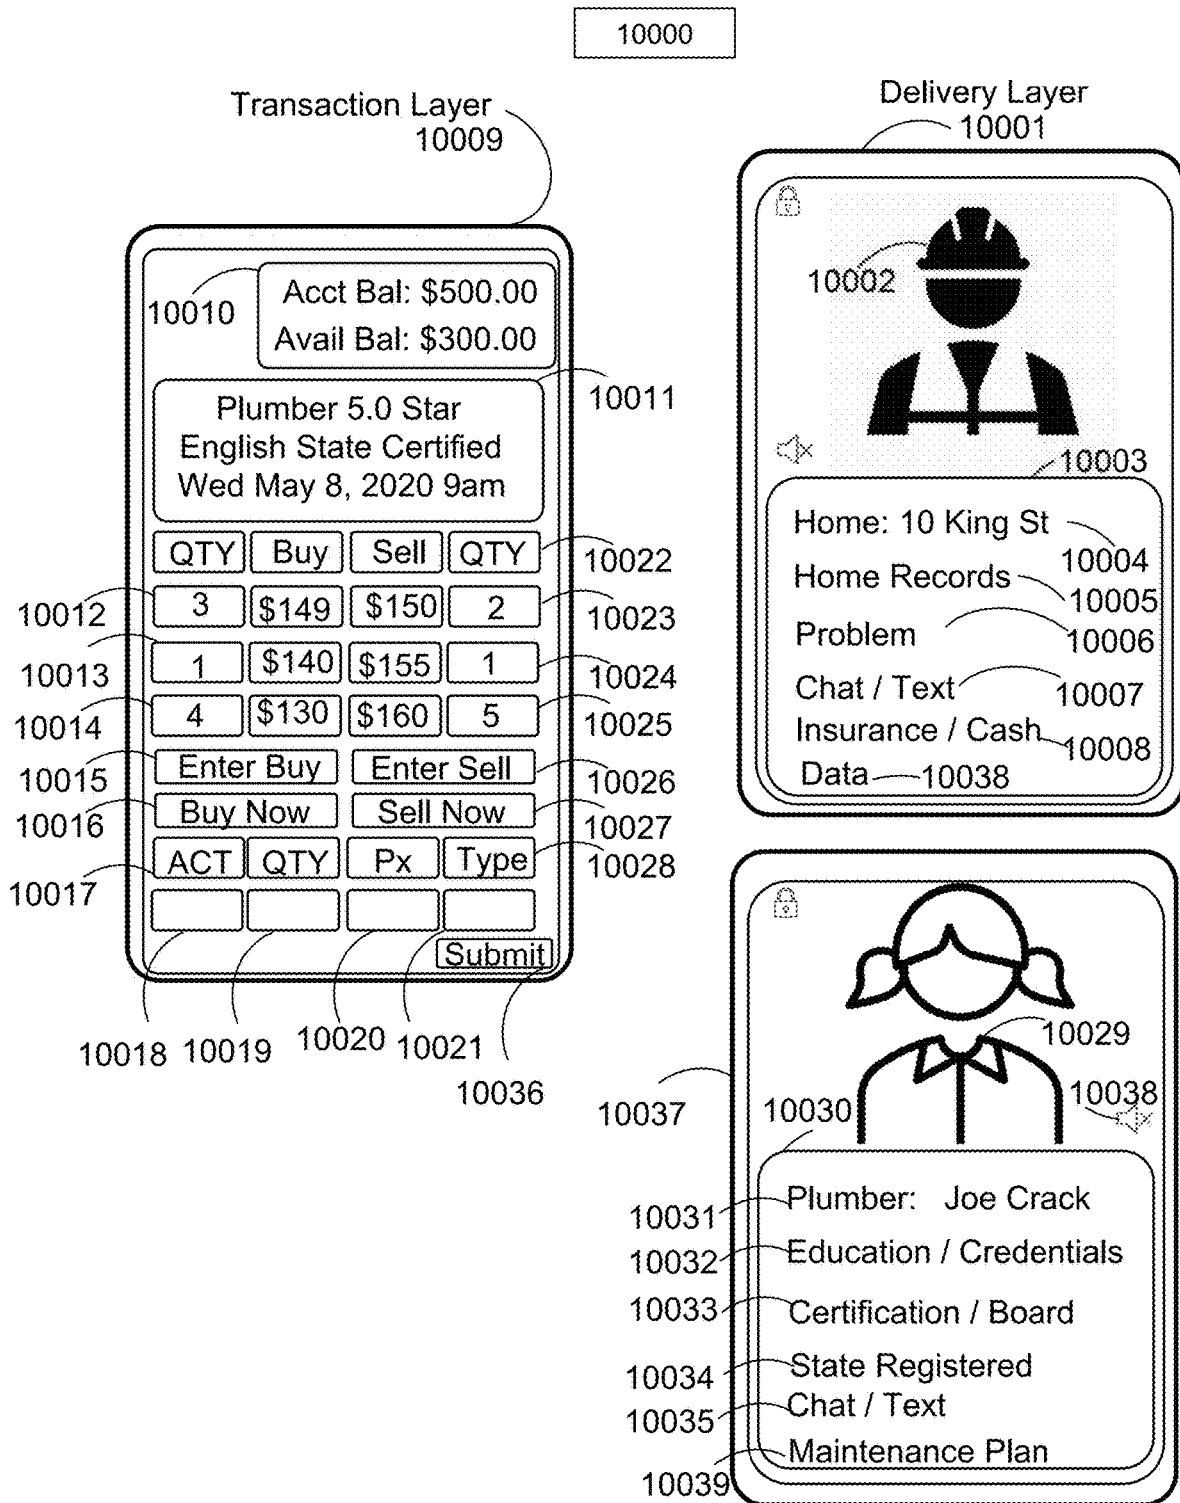 10000
Transaction Layer
10009
10010
Acct Bal: $500.00
Avail Bal: $300.00
10011
Plumber 5.0 Star
English State Certified
Wed May 8, 2020 9am
QTY Buy Sell QTY
10022
10012
3 $149 $150 2
10023
10013
1 $140 $155 1
10024
10014
4 $130 $160 5
10025
10015
Enter Buy Enter Sell
10026
10016
Buy Now Sell Now
10027
10017
ACT QTY Px Type
10028
Submit
10018 10019 10020 10021
10036
Delivery Layer
10001
10002
10003
Home: 10 King St
10004
Home Records
10005
Problem
10006
Chat / Text
10007
Insurance / Cash
10008
Data 10038
10029
10037
10030
10038
10031
Plumber: Joe Crack
10032
Education / Credentials
10033
Certification / Board
10034
State Registered
10035
Chat / Text
10039
Maintenance Plan